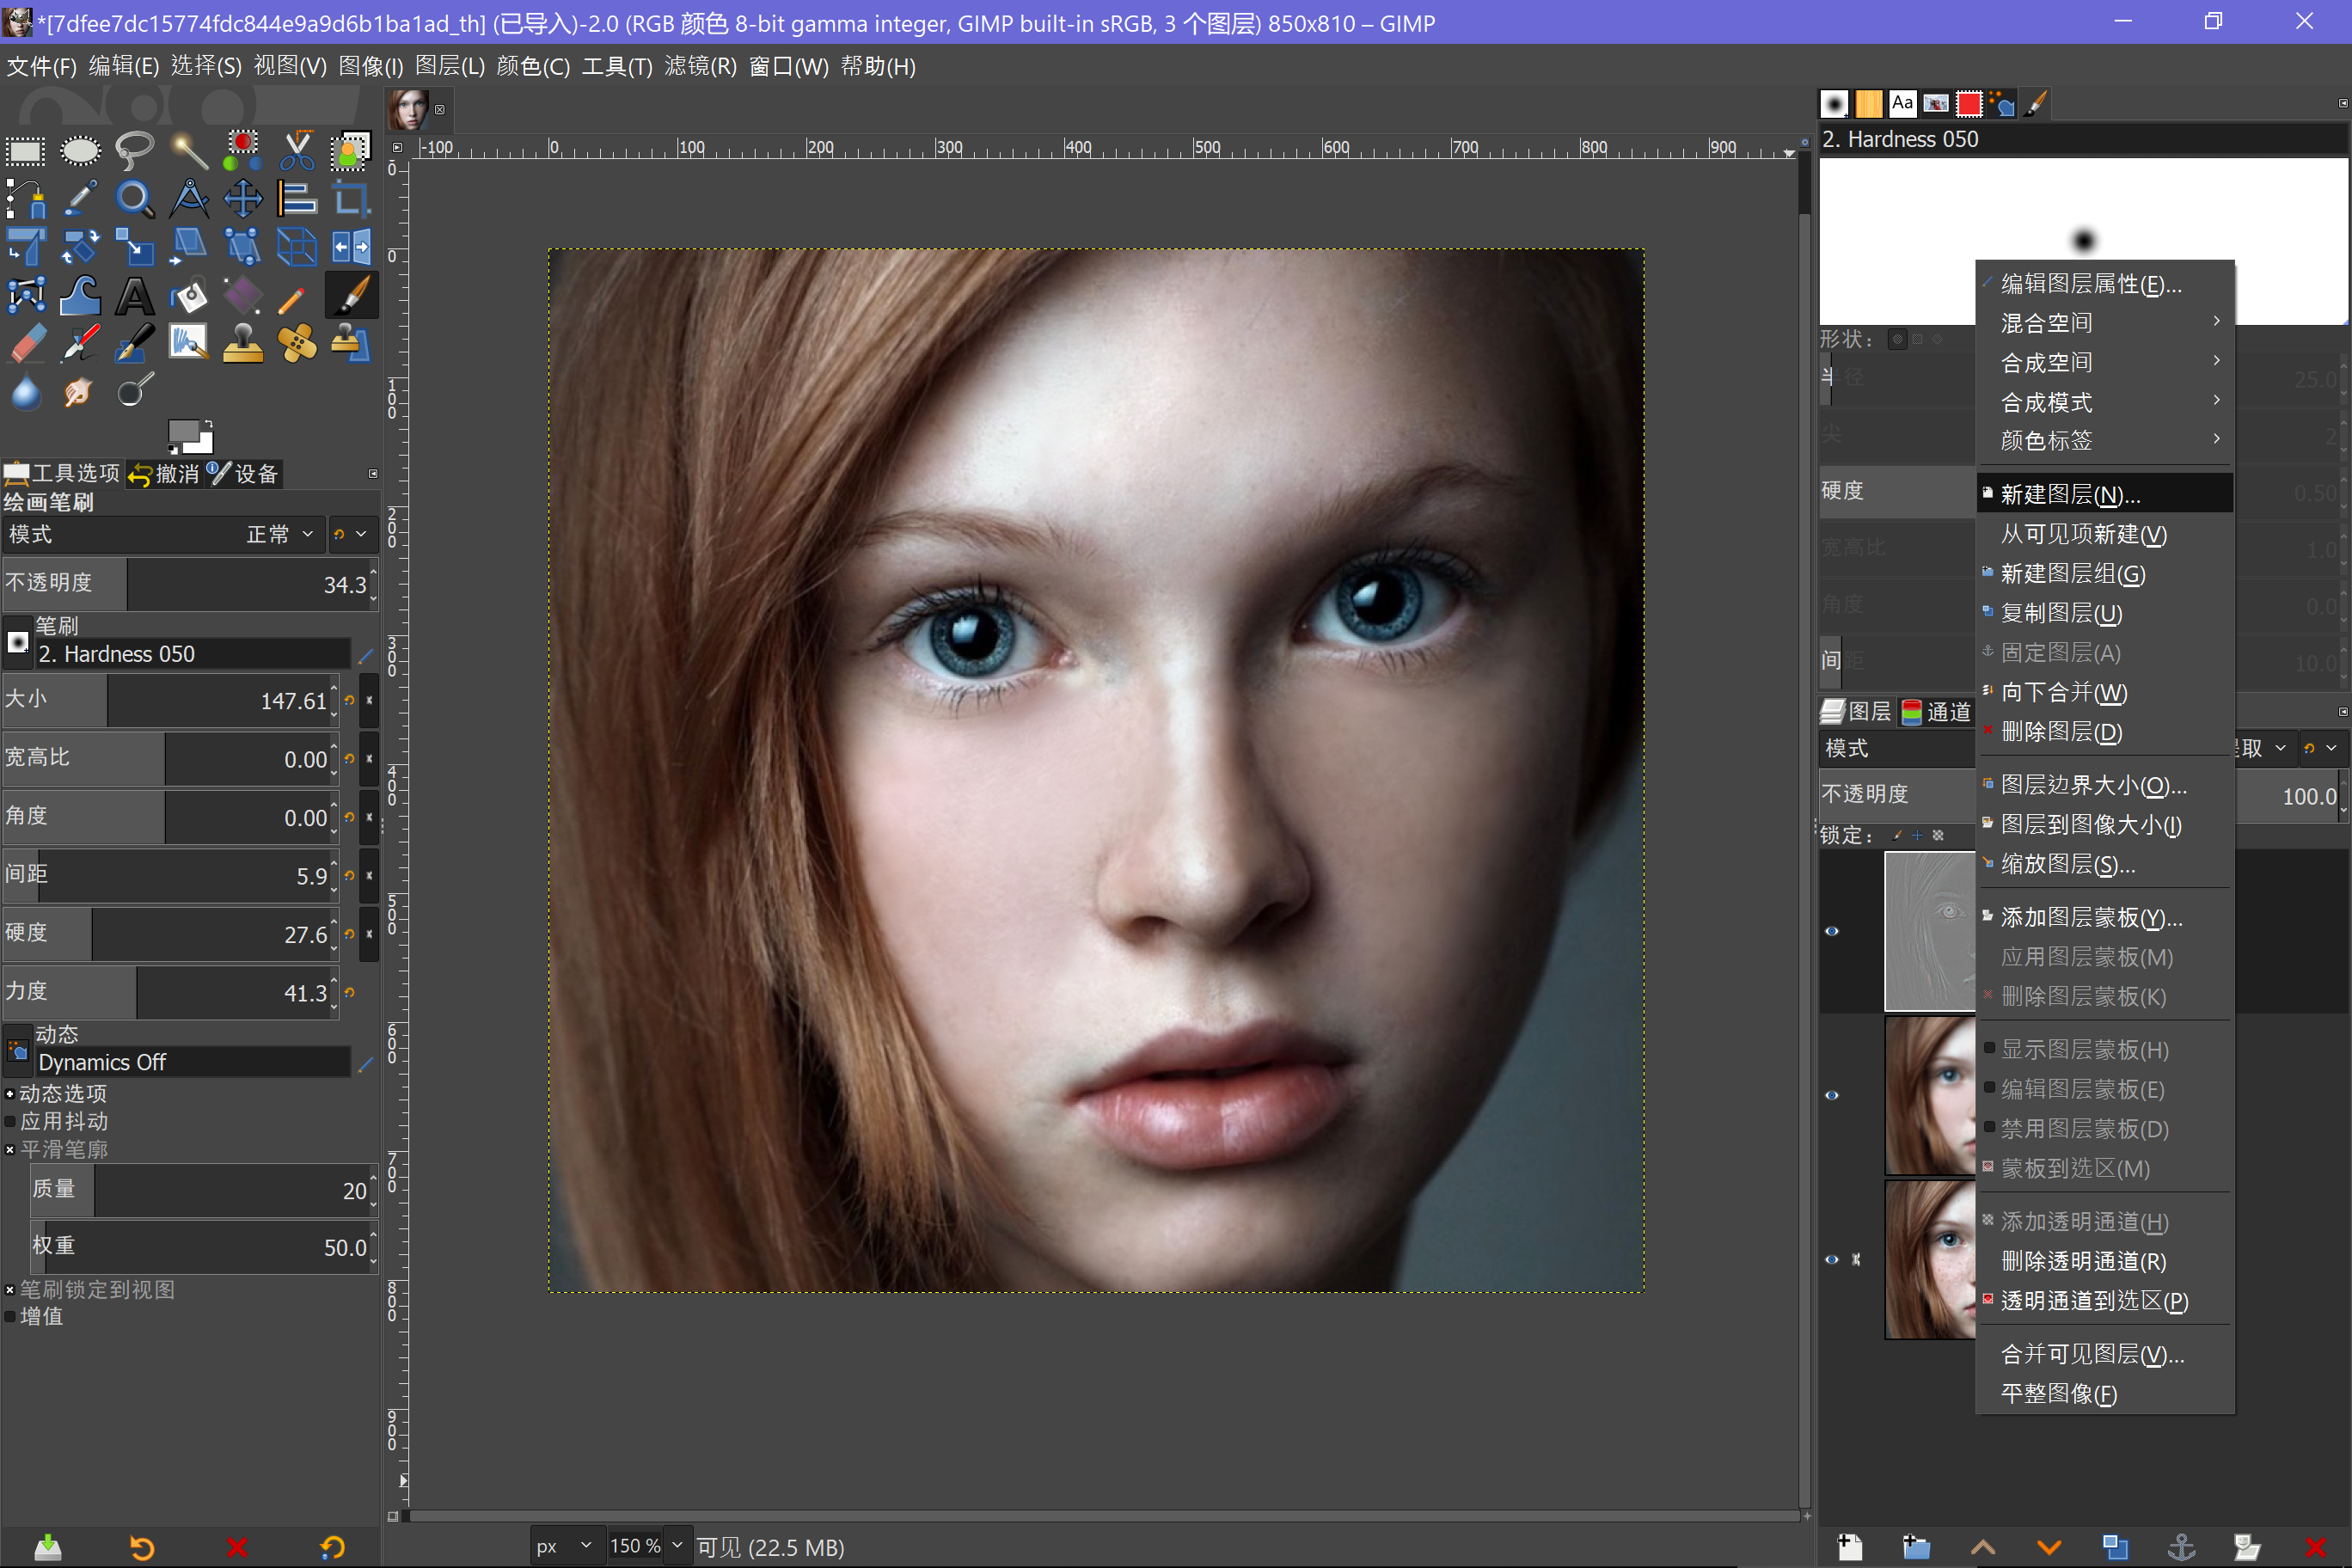 *[7dfee7dc15774fdc844e9a9d6b1ba1ad_th] (已导入)-2.0 (RGB 颜色 8-bit gamma integer, GIMP built-in sRGB, 3 个图层) 850x810 – GIMP
文件(F) 编辑(E) 选择(S) 视图(V) 图像(I) 图层(L) 颜色(C) 工具(T) 滤镜(R) 窗口(W) 帮助(H)
工具选项 撤消 设备
绘画笔刷
模式 正常
不透明度 34.3
笔刷
2. Hardness 050
大小 147.61
宽高比 0.00
角度 0.00
间距 5.9
硬度 27.6
力度 41.3
动态
Dynamics Off
动态选项
应用抖动
平滑笔廓
质量 20
权重 50.0
笔刷锁定到视图
增值
-100 0 100 200 300 400 500 600 700 800 900
0
0
100
200
300
400
500
600
700
800
900
px 150 % 可见 (22.5 MB)
Aa
2. Hardness 050
形状：
半径 25.0
尖 2
硬度 0.50
宽高比 1.0
角度 0.0
间距 10.0
图层 通道
模式 取
不透明度 100.0
锁定：
编辑图层属性(E)...
混合空间
合成空间
合成模式
颜色标签
新建图层(N)...
从可见项新建(V)
新建图层组(G)
复制图层(U)
固定图层(A)
向下合并(W)
删除图层(D)
图层边界大小(O)...
图层到图像大小(I)
缩放图层(S)...
添加图层蒙板(Y)...
应用图层蒙板(M)
删除图层蒙板(K)
显示图层蒙板(H)
编辑图层蒙板(E)
禁用图层蒙板(D)
蒙板到选区(M)
添加透明通道(H)
删除透明通道(R)
透明通道到选区(P)
合并可见图层(V)...
平整图像(F)